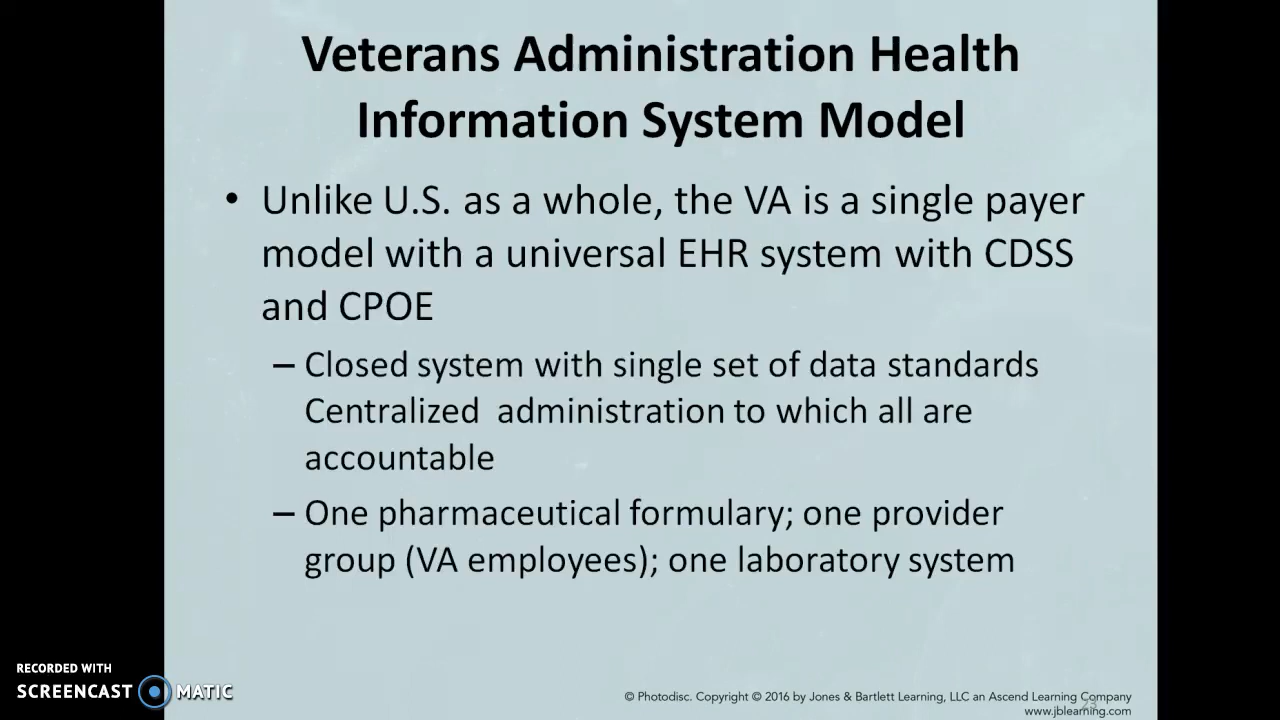 Veterans Administration Health
Information System Model
• Unlike U.S. as a whole, the VA is a single payer
model with a universal EHR system with CDSS
and CPOE
– Closed system with single set of data standards
Centralized administration to which all are
accountable
– One pharmaceutical formulary; one provider
group (VA employees); one laboratory system
RECORDED WITH
SCREENCAST MATIC
© Photodisc. Copyright © 2016 by Jones & Bartlett Learning, LLC an Ascend Learning Company
www.jblearning.com